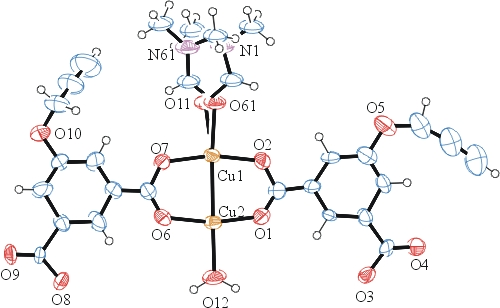 N61 N1
O11 O61
O10 O5
O7 O2
Cu1
Cu2
O6 O1
O9 O4
O8 O3
O12